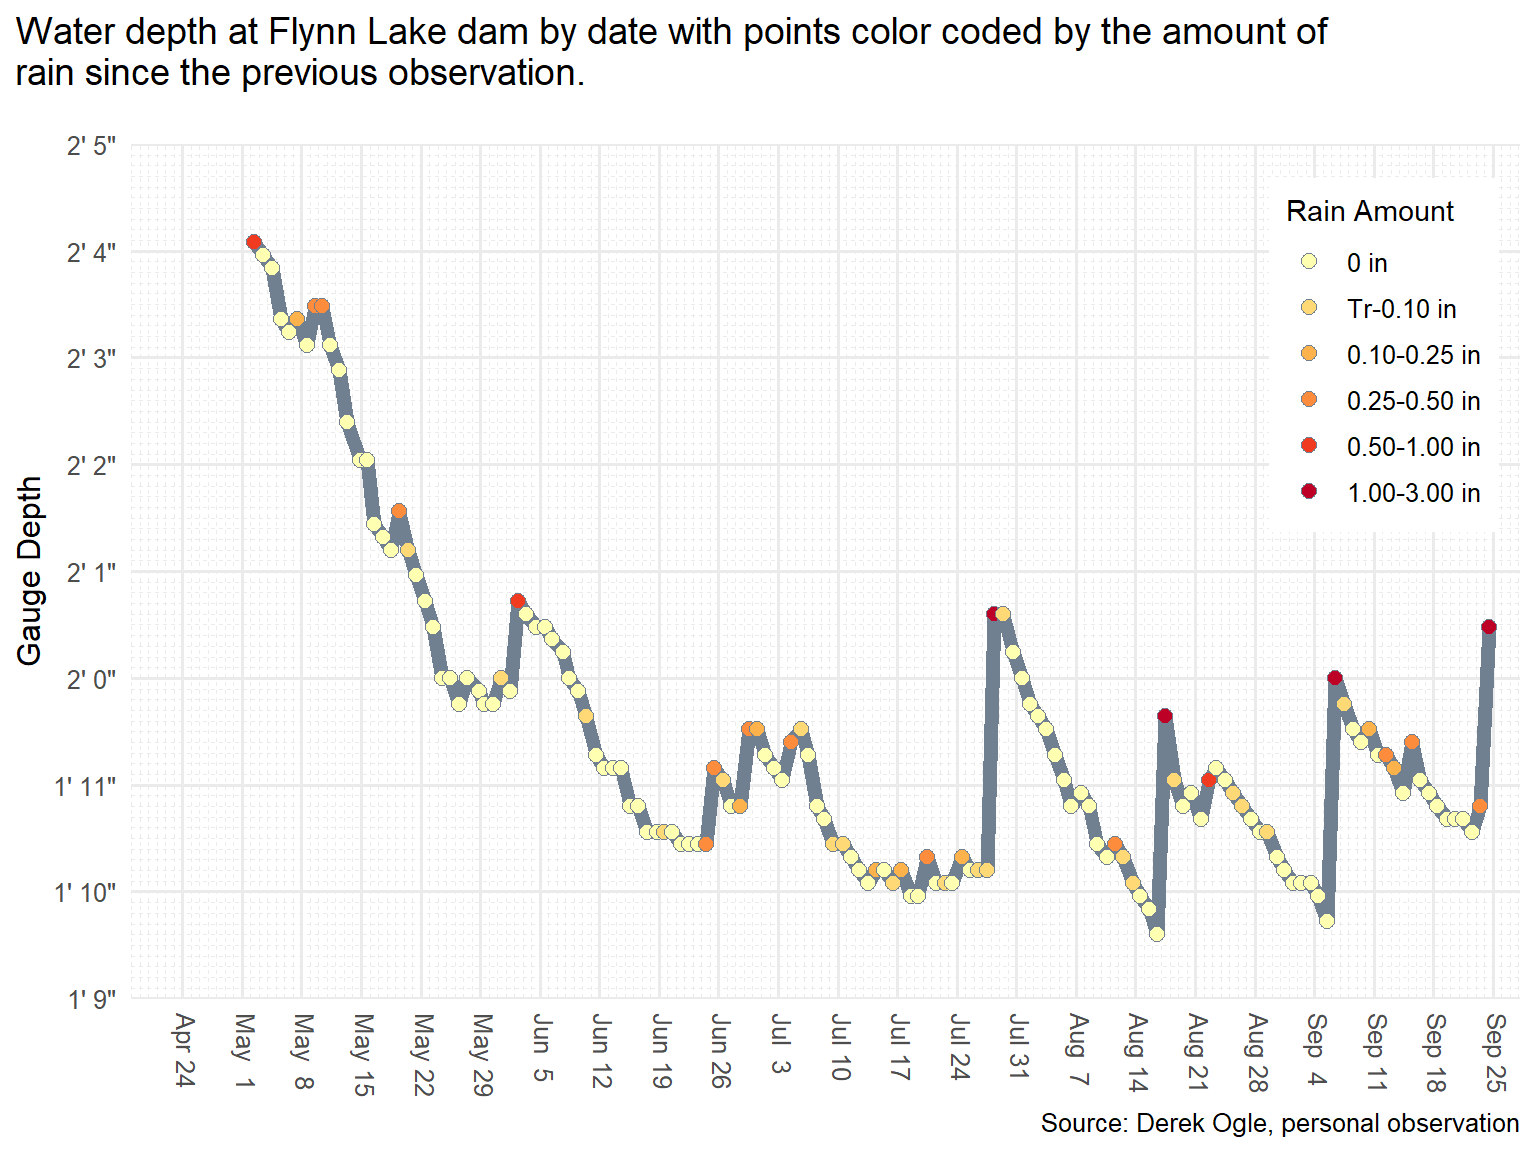 Water depth at Flynn Lake dam by date with points color coded by the amount of
rain since the previous observation.
2' 5"
2' 4"
2' 3"
2' 2"
2' 1"
2' 0"
1' 11"
1' 10"
1' 9"
Gauge Depth
Rain Amount
0 in
Tr-0.10 in
0.10-0.25 in
0.25-0.50 in
0.50-1.00 in
1.00-3.00 in
Apr 24
May 1
May 8
May 15
May 22
May 29
Jun 5
Jun 12
Jun 19
Jun 26
Jul 3
Jul 10
Jul 17
Jul 24
Jul 31
Aug 7
Aug 14
Aug 21
Aug 28
Sep 4
Sep 11
Sep 18
Sep 25
Source: Derek Ogle, personal observation